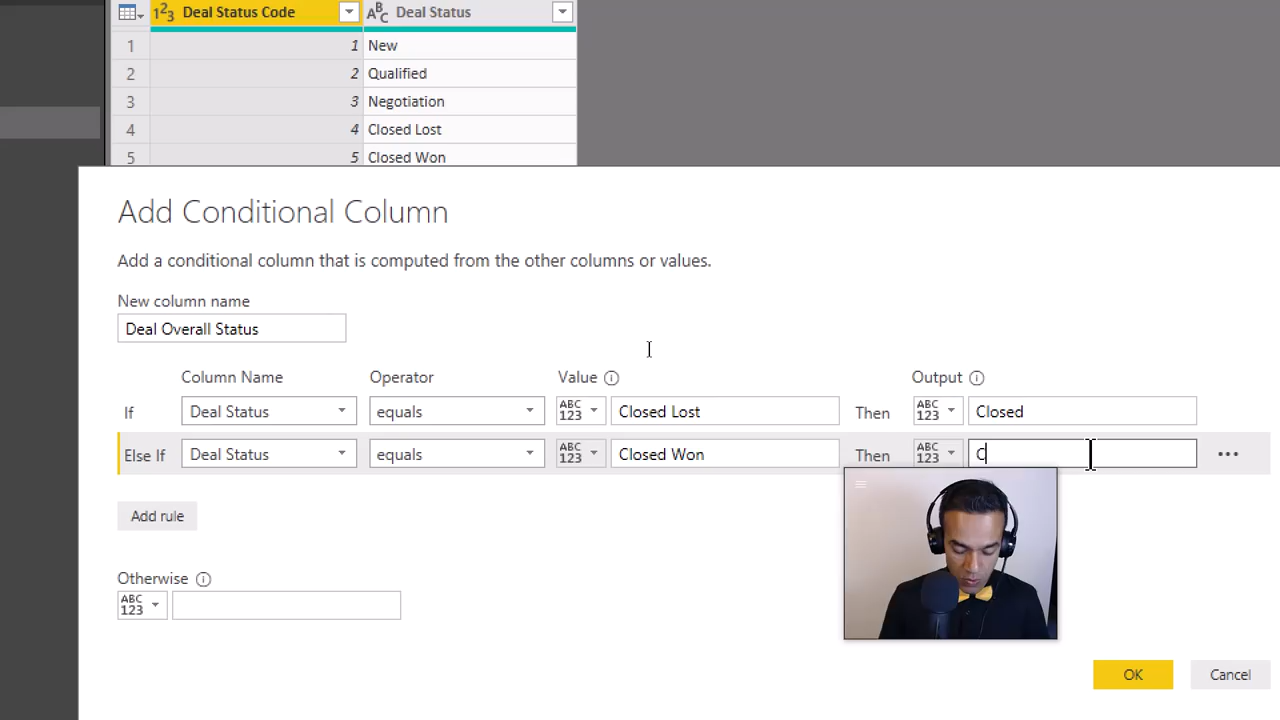 123 Deal Status Code ABC Deal Status
1 New
2 Qualified
3 Negotiation
4 Closed Lost
5 Closed Won
Add Conditional Column
Add a conditional column that is computed from the other columns or values.
New column name
Deal Overall Status
Column Name Operator Value Output
If Deal Status equals ABC 123 Closed Lost Then ABC 123 Closed
Else If Deal Status equals ABC 123 Closed Won Then ABC 123 C
Add rule
Otherwise
ABC 123
OK Cancel